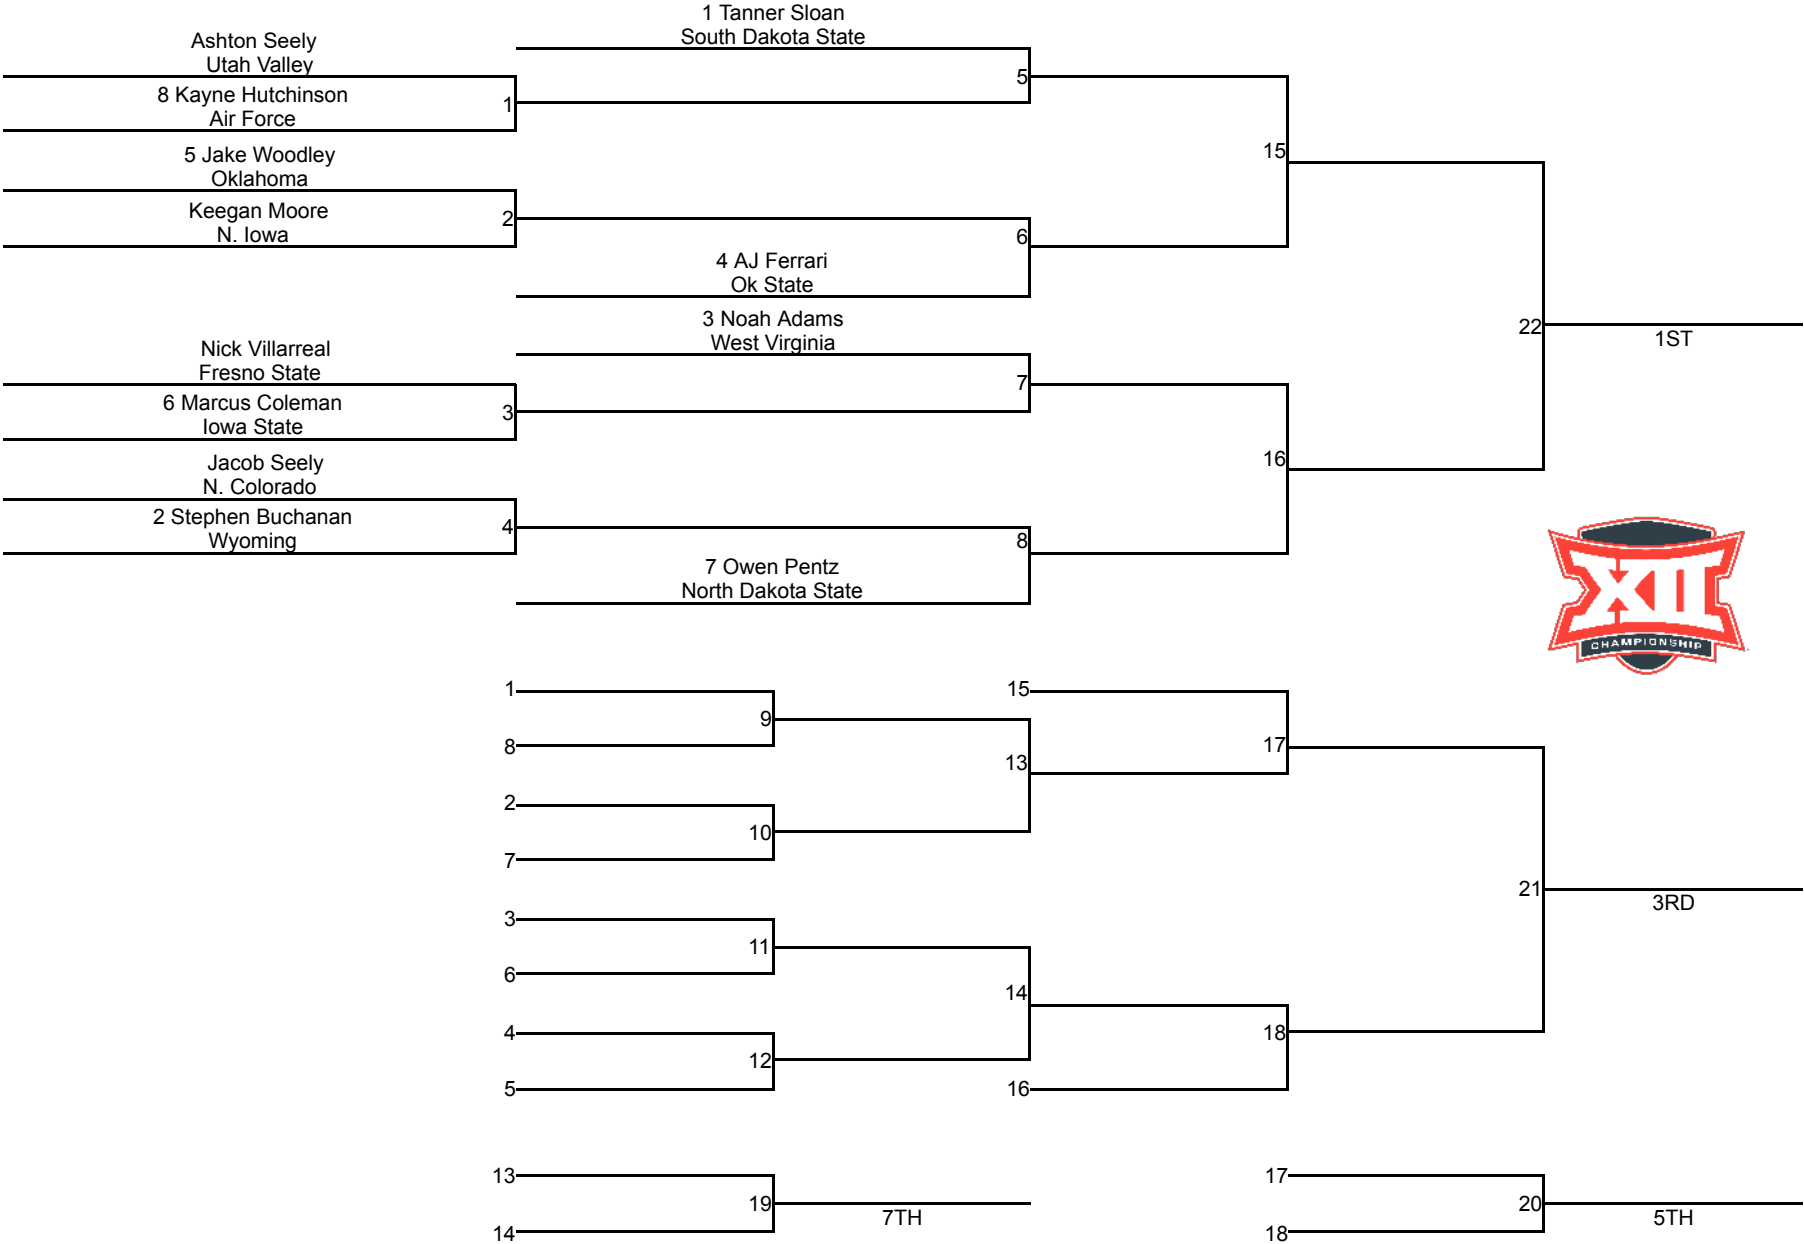 1 Tanner Sloan
South Dakota State
Ashton Seely
Utah Valley
8 Kayne Hutchinson
Air Force
1
5
5 Jake Woodley
Oklahoma
Keegan Moore
N. Iowa
2
6
15
4 AJ Ferrari
Ok State
3 Noah Adams
West Virginia
22
1ST
Nick Villarreal
Fresno State
6 Marcus Coleman
Iowa State
3
7
16
Jacob Seely
N. Colorado
2 Stephen Buchanan
Wyoming
4
8
7 Owen Pentz
North Dakota State
XII
CHAMPIONSHIP
1
9
8
15
17
13
2
10
7
21
3RD
3
11
6
14
4
12
5
18
16
13
19
7TH
14
17
20
5TH
18